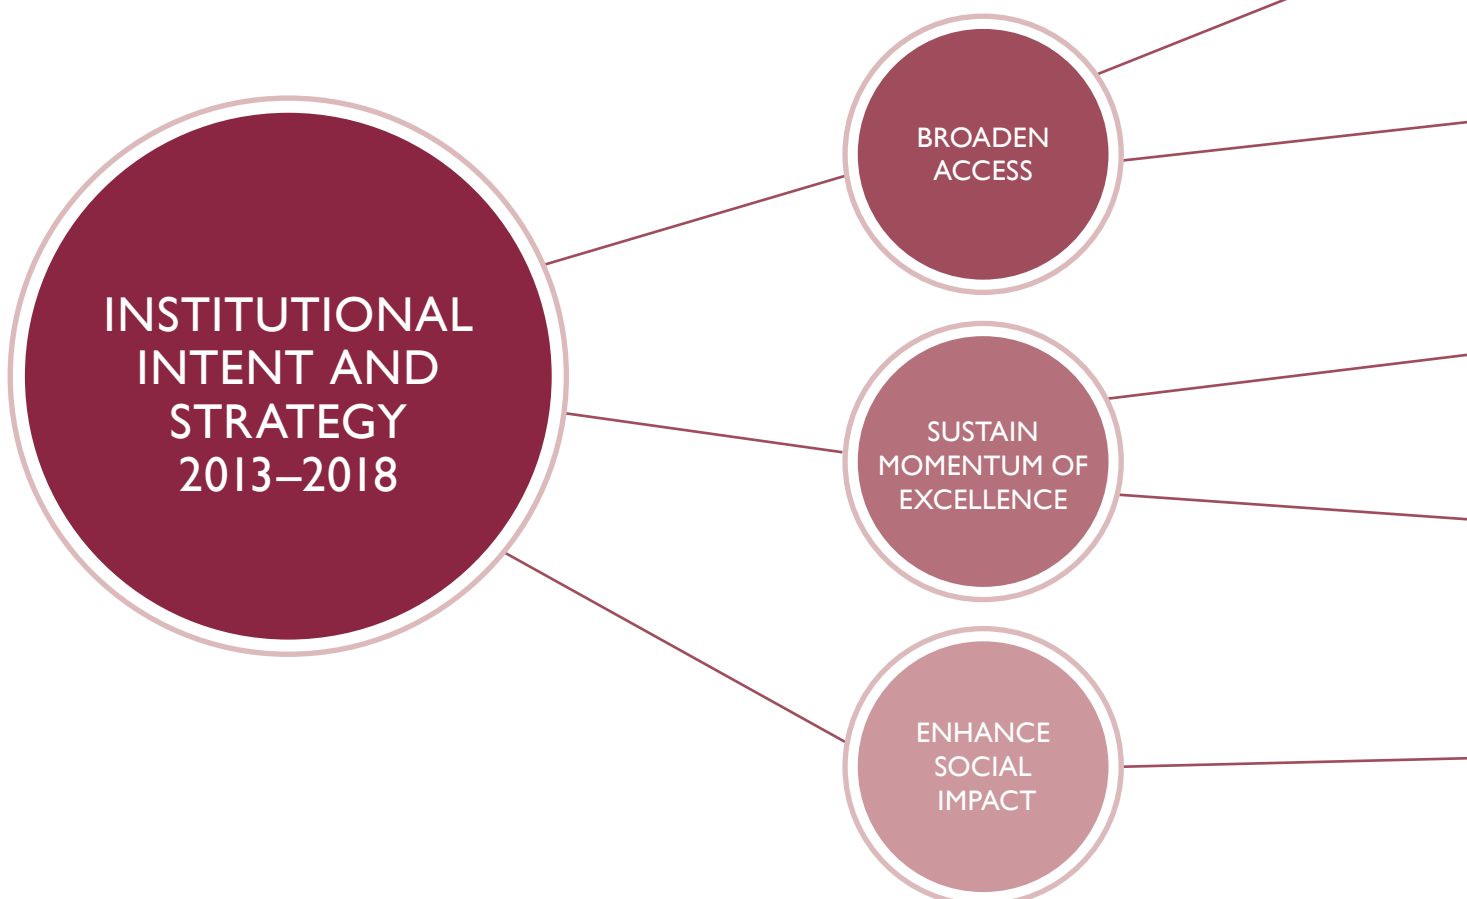 INSTITUTIONAL
INTENT AND
STRATEGY
2013–2018
BROADEN
ACCESS
SUSTAIN
MOMENTUM OF
EXCELLENCE
ENHANCE
SOCIAL
IMPACT